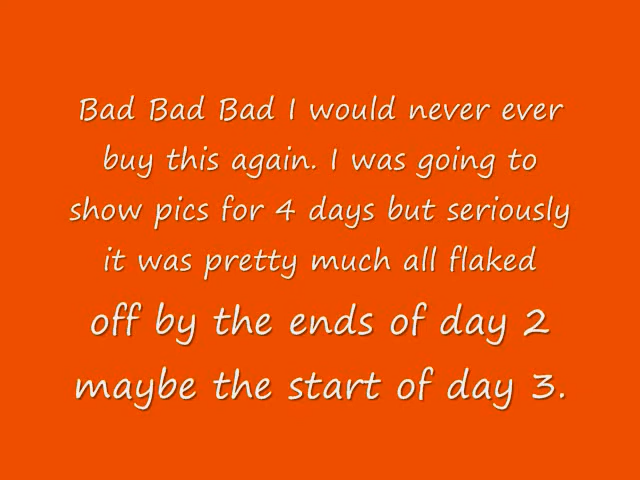 Bad Bad Bad I would never ever
buy this again. I was going to
show pics for 4 days but seriously
it was pretty much all flaked
off by the ends of day 2
maybe the start of day 3.